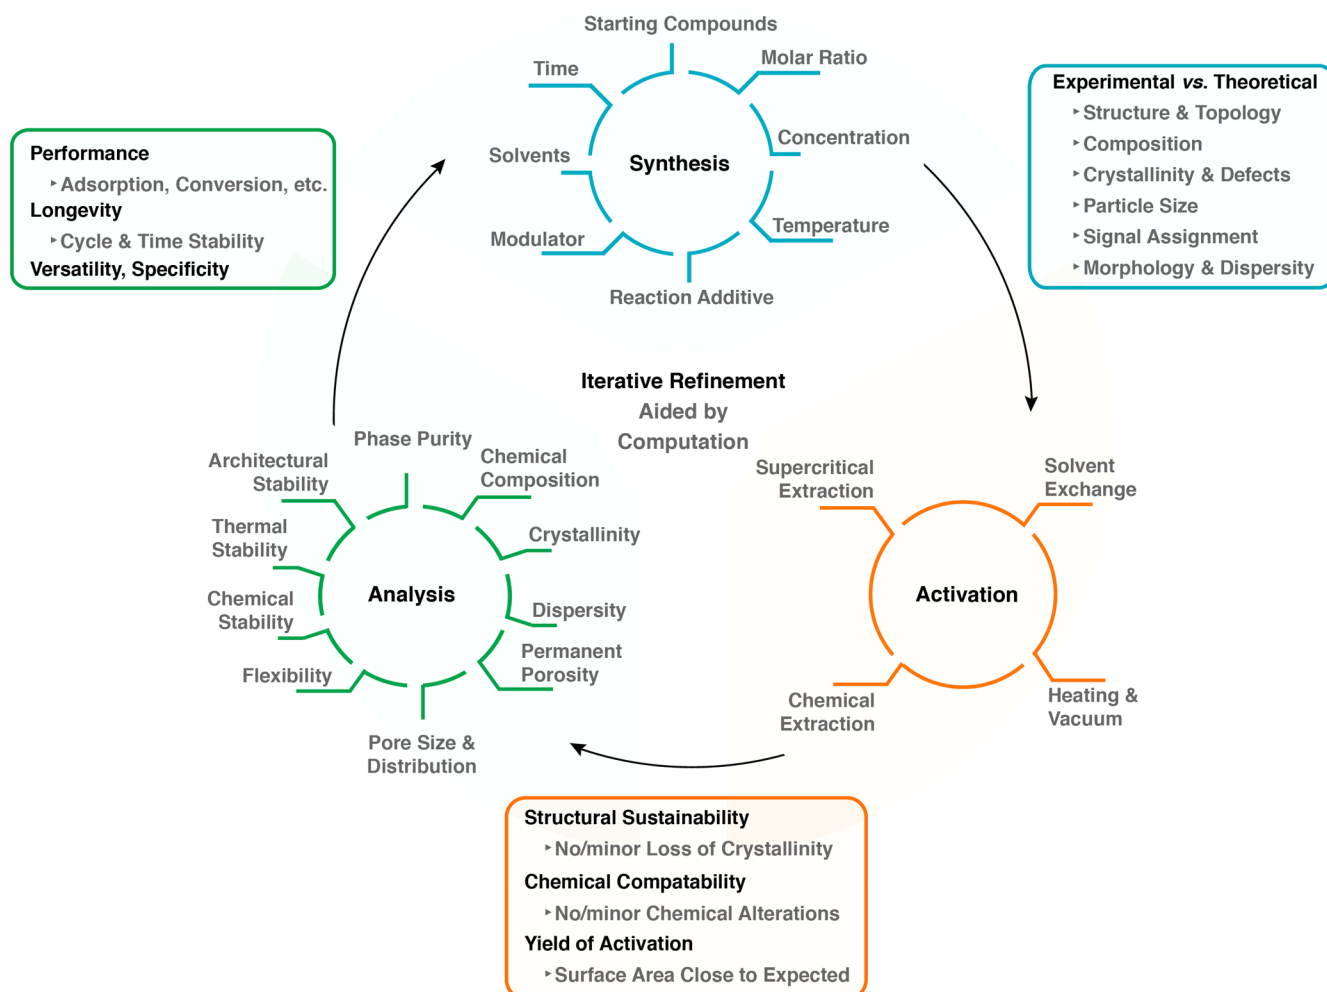 Starting Compounds
Time
Molar Ratio
Concentration
Solvents
Synthesis
Modulator
Temperature
Reaction Additive
Experimental vs. Theoretical
‣Structure & Topology
‣Composition
‣Crystallinity & Defects
‣Particle Size
‣Signal Assignment
‣Morphology & Dispersity
Performance
‣Adsorption, Conversion, etc.
Longevity
‣Cycle & Time Stability
Versatility, Specificity
Iterative Refinement
Aided by
Computation
Phase Purity
Architectural
Stability
Chemical
Composition
Thermal
Stability
Crystallinity
Analysis
Chemical
Stability
Dispersity
Flexibility
Permanent
Porosity
Pore Size &
Distribution
Supercritical
Extraction
Solvent
Exchange
Activation
Chemical
Extraction
Heating &
Vacuum
Structural Sustainability
‣No/minor Loss of Crystallinity
Chemical Compatability
‣No/minor Chemical Alterations
Yield of Activation
‣Surface Area Close to Expected